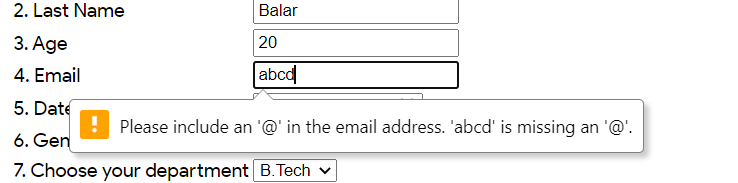 2. Last Name Balar
3. Age 20
4. Email abcd
5. Date
! Please include an '@' in the email address. 'abcd' is missing an '@'.
6. Gen
7. Choose your department B.Tech